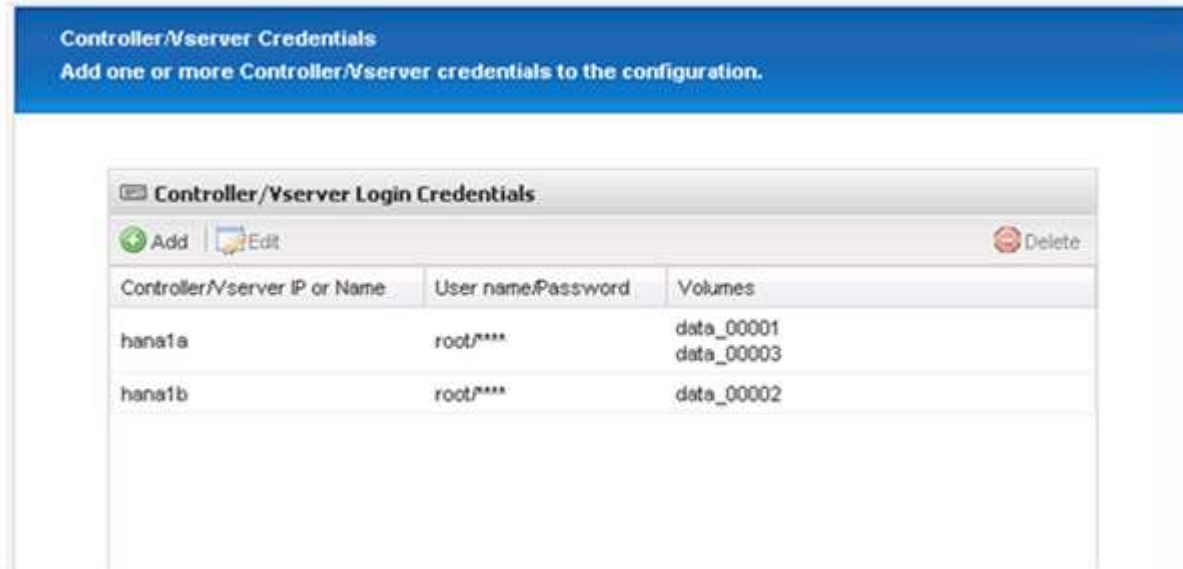 Controller/Vserver Credentials
Add one or more Controller/Vserver credentials to the configuration.
Controller/Vserver Login Credentials
Add Edit Delete
Controller/Vserver IP or Name User name/Password Volumes
hana1a root/**** data_00001
data_00003
hana1b root/**** data_00002